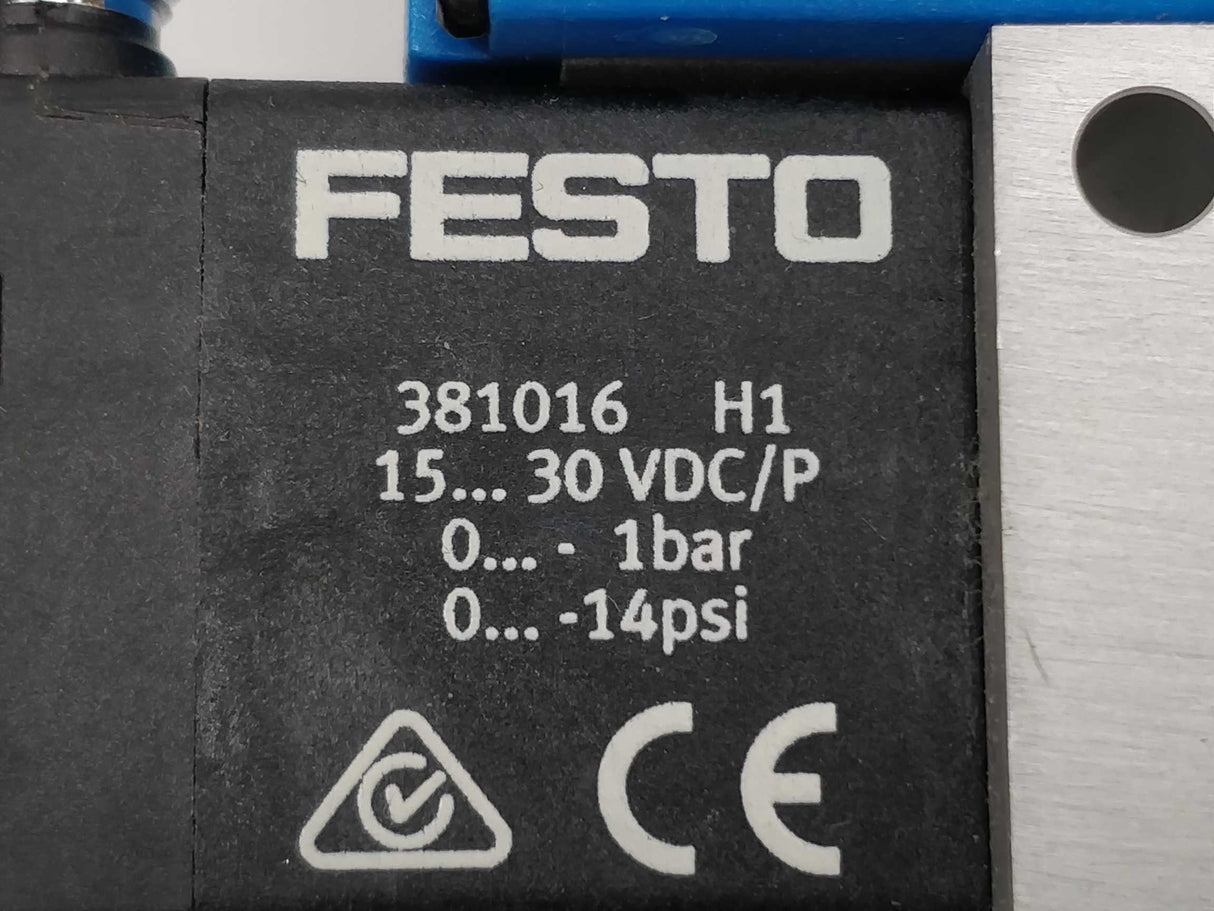 FESTO
381016 H1
15... 30 VDC/P
0... - 1bar
0... -14psi
CE